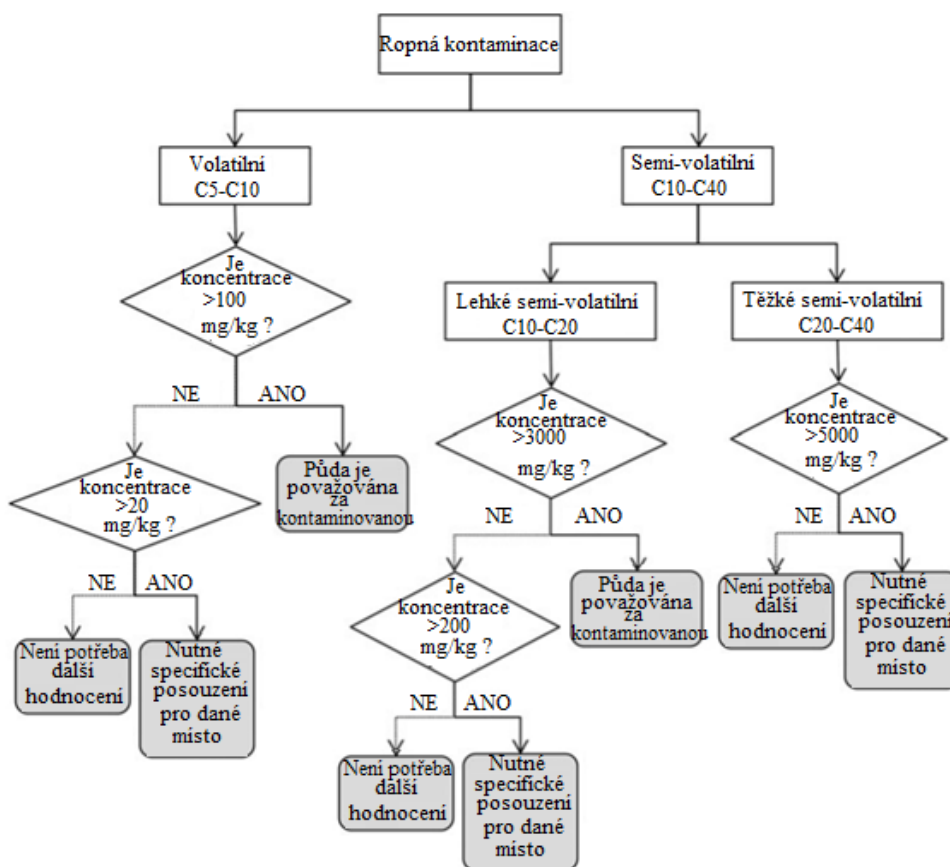 Ropná kontaminace
Volatilní
C5-C10
Semi-volatilní
C10-C40
Je
koncentrace
>100
mg/kg ?
Lehké semi-volatilní
C10-C20
Těžké semi-volatilní
C20-C40
NE
ANO
Je
koncentrace
>3000
mg/kg ?
Je
koncentrace
>5000
mg/kg ?
Je
koncentrace
>20
mg/kg ?
Půda je
považována
za
kontaminovanou
NE
ANO
NE
ANO
NE
ANO
Je
koncentrace
>200
mg/kg ?
Půda je
považována
za
kontaminovanou
Není potřeba
další
hodnocení
Nutné
specifické
posouzení
pro dané
místo
Není potřeba
další
hodnocení
Nutné
specifické
posouzení
pro dané
místo
NE
ANO
Není potřeba
další
hodnocení
Nutné
specifické
posouzení
pro dané
místo